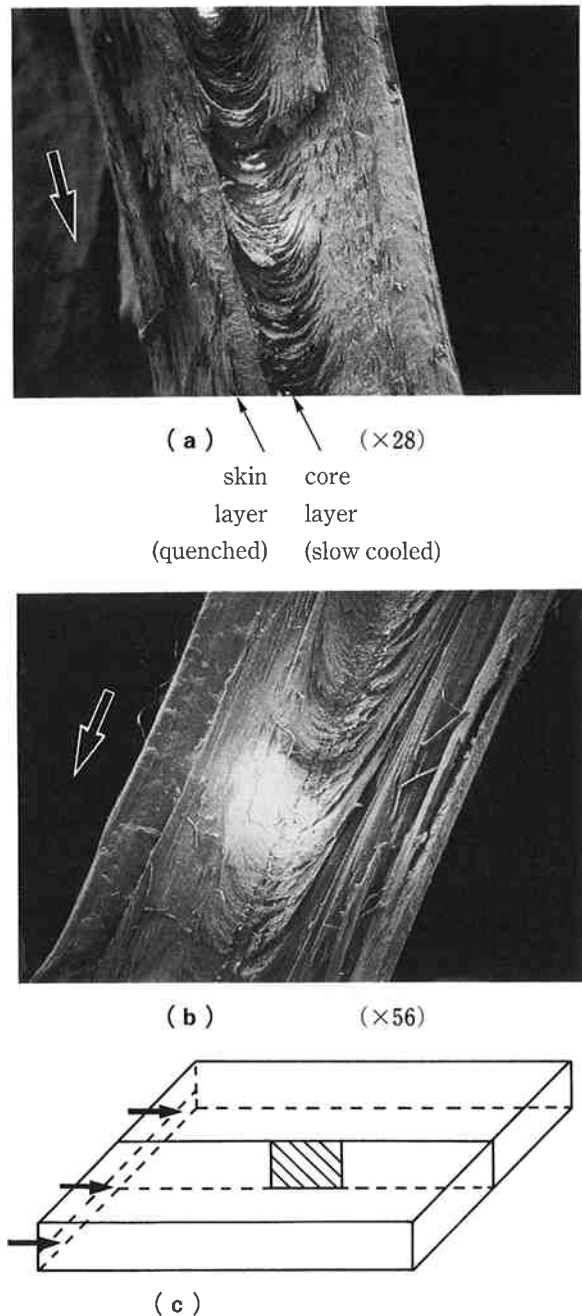 (a) (×28)
skin core
layer layer
(quenched) (slow cooled)
(b) (×56)
(c)